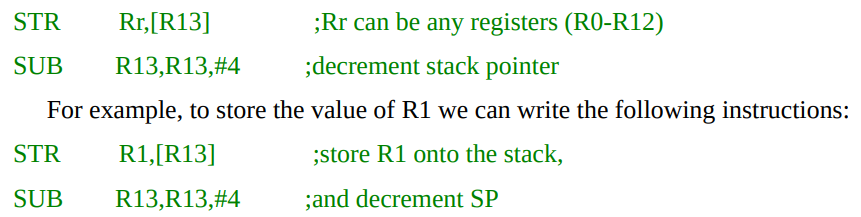 STR Rr,[R13] ;Rr can be any registers (R0-R12)
SUB R13,R13,#4 ;decrement stack pointer
For example, to store the value of R1 we can write the following instructions:
STR R1,[R13] ;store R1 onto the stack,
SUB R13,R13,#4 ;and decrement SP